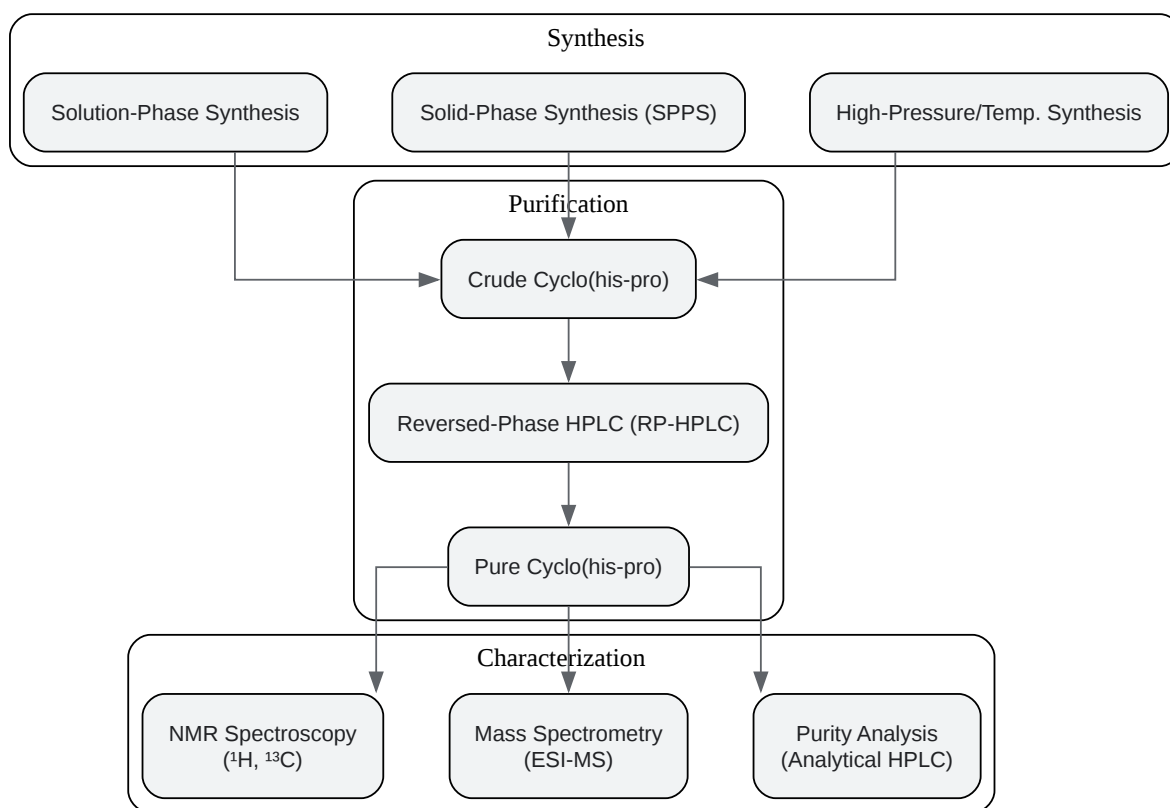 Synthesis
Solution-Phase Synthesis
Solid-Phase Synthesis (SPPS)
High-Pressure/Temp. Synthesis
Purification
Crude Cyclo(his-pro)
Reversed-Phase HPLC (RP-HPLC)
Pure Cyclo(his-pro)
Characterization
NMR Spectroscopy
(¹H, ¹³C)
Mass Spectrometry
(ESI-MS)
Purity Analysis
(Analytical HPLC)